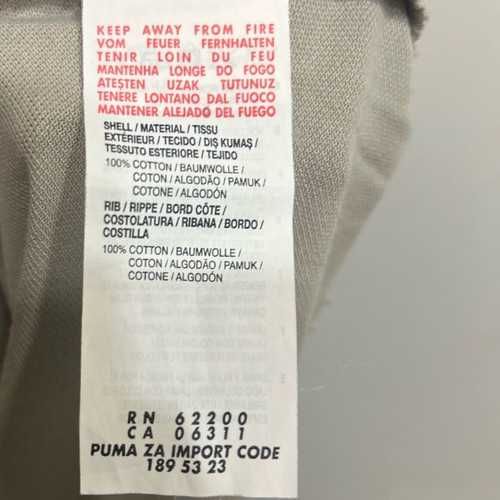 KEEP AWAY FROM FIRE
VOM FEUER FERNHALTEN
TENIR LOIN DU FEU
MANTENHA LONGE DO FOGO
ATEŞTEN UZAK TUTUNUZ
TENERE LONTANO DAL FUOCO
MANTENER ALEJADO DEL FUEGO
SHELL / MATERIAL / TISSU
EXTÉRIEUR / TECIDO / DIŞ KUMAŞ /
TESSUTO ESTERIORE / TEJIDO
100% COTTON / BAUMWOLLE /
COTON / ALGODÃO / PAMUK /
COTONE / ALGODÓN
RIB / RIPPE / BORD CÔTE /
COSTOLATURA / RIBANA / BORDO /
COSTILLA
100% COTTON / BAUMWOLLE /
COTON / ALGODÃO / PAMUK /
COTONE / ALGODÓN
RN 62200
CA 06311
PUMA ZA IMPORT CODE
189 53 23